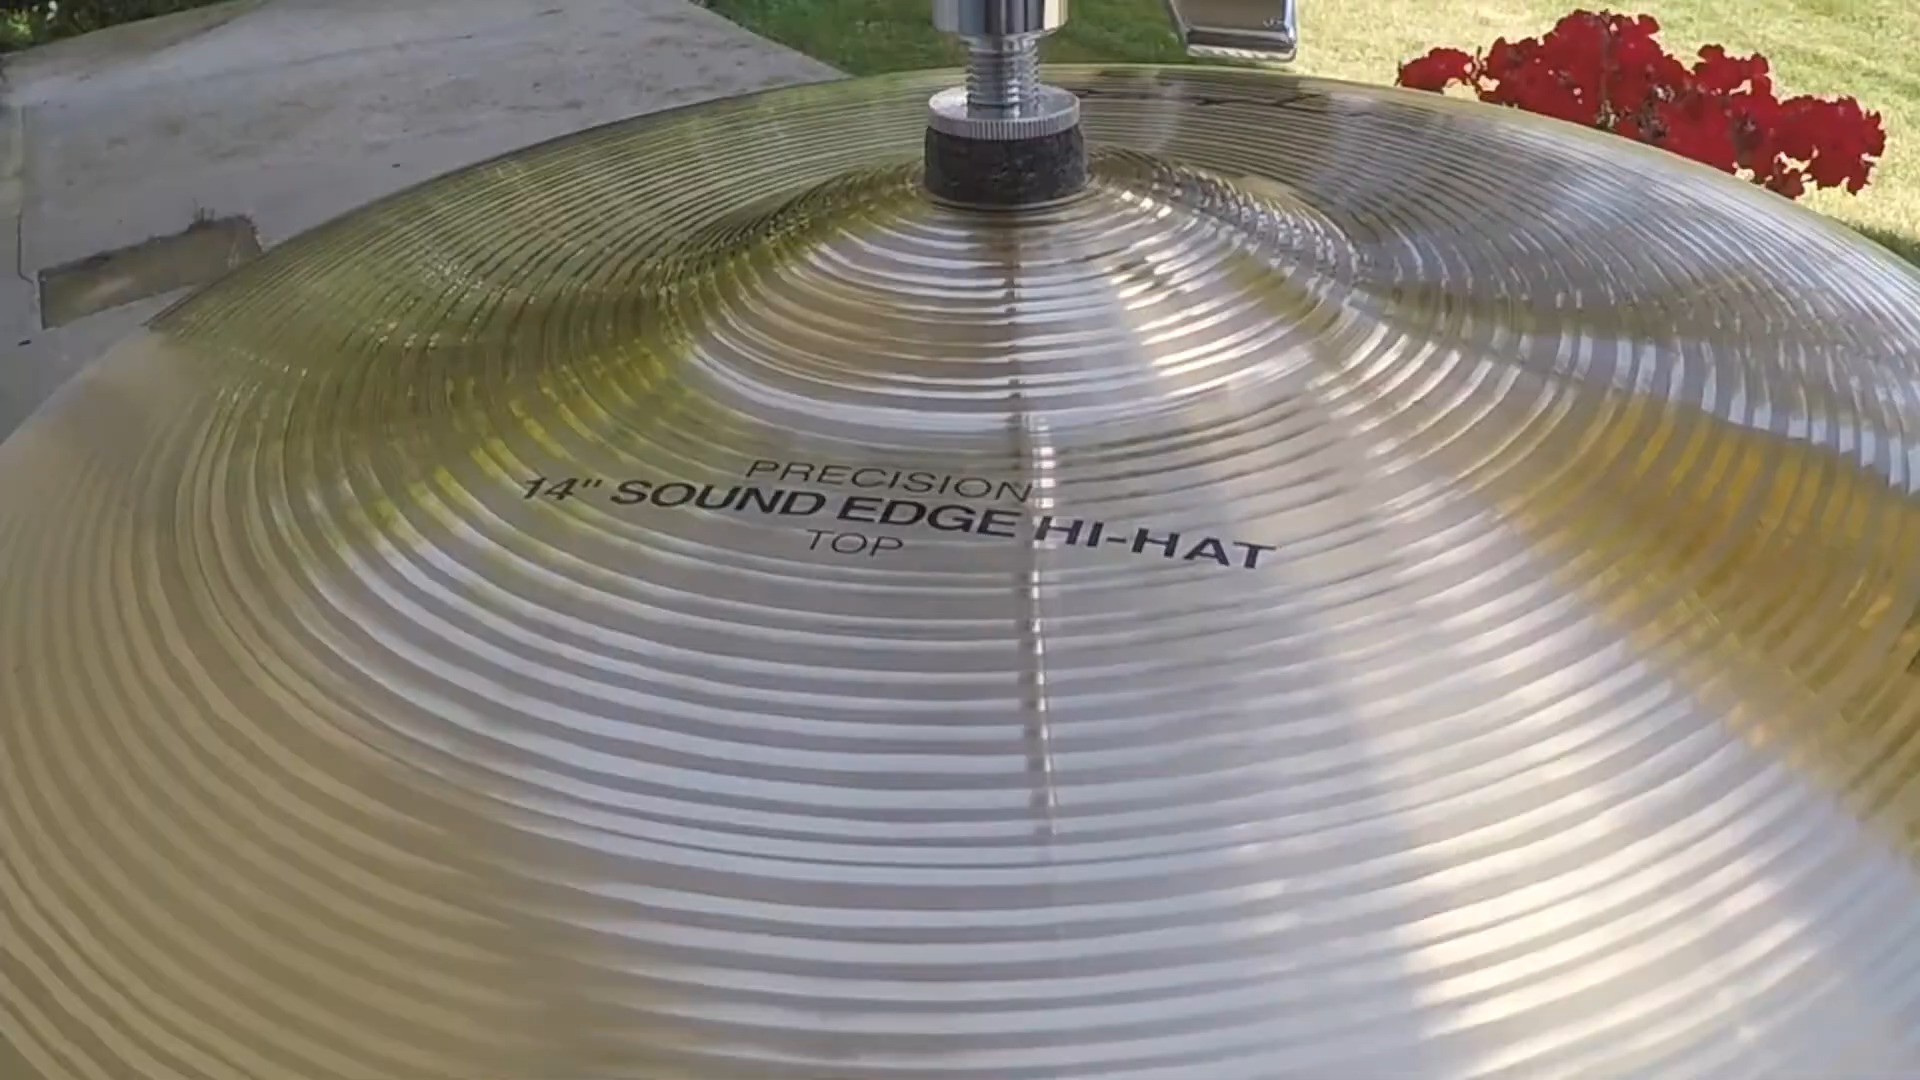 PRECISION
14" SOUND EDGE HI-HAT
TOP